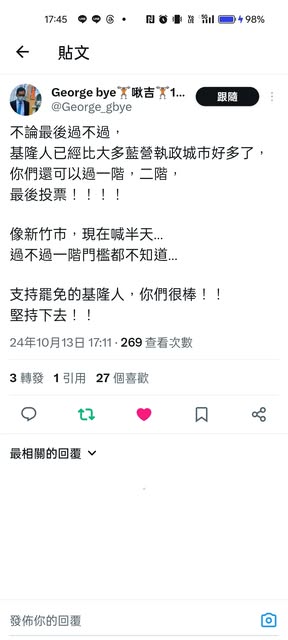 17:45
98%
貼文
George bye🏋啾吉🏋1...
@George_gbye
跟隨
不論最後過不過，
基隆人已經比大多藍營執政城市好多了，
你們還可以過一階，二階，
最後投票！！！！
像新竹市，現在喊半天...
過不過一階門檻都不知道...
支持罷免的基隆人，你們很棒！！
堅持下去！！
24年10月13日 17:11 · 269 查看次數
3 轉發 1 引用 27 個喜歡
最相關的回覆
發佈你的回覆